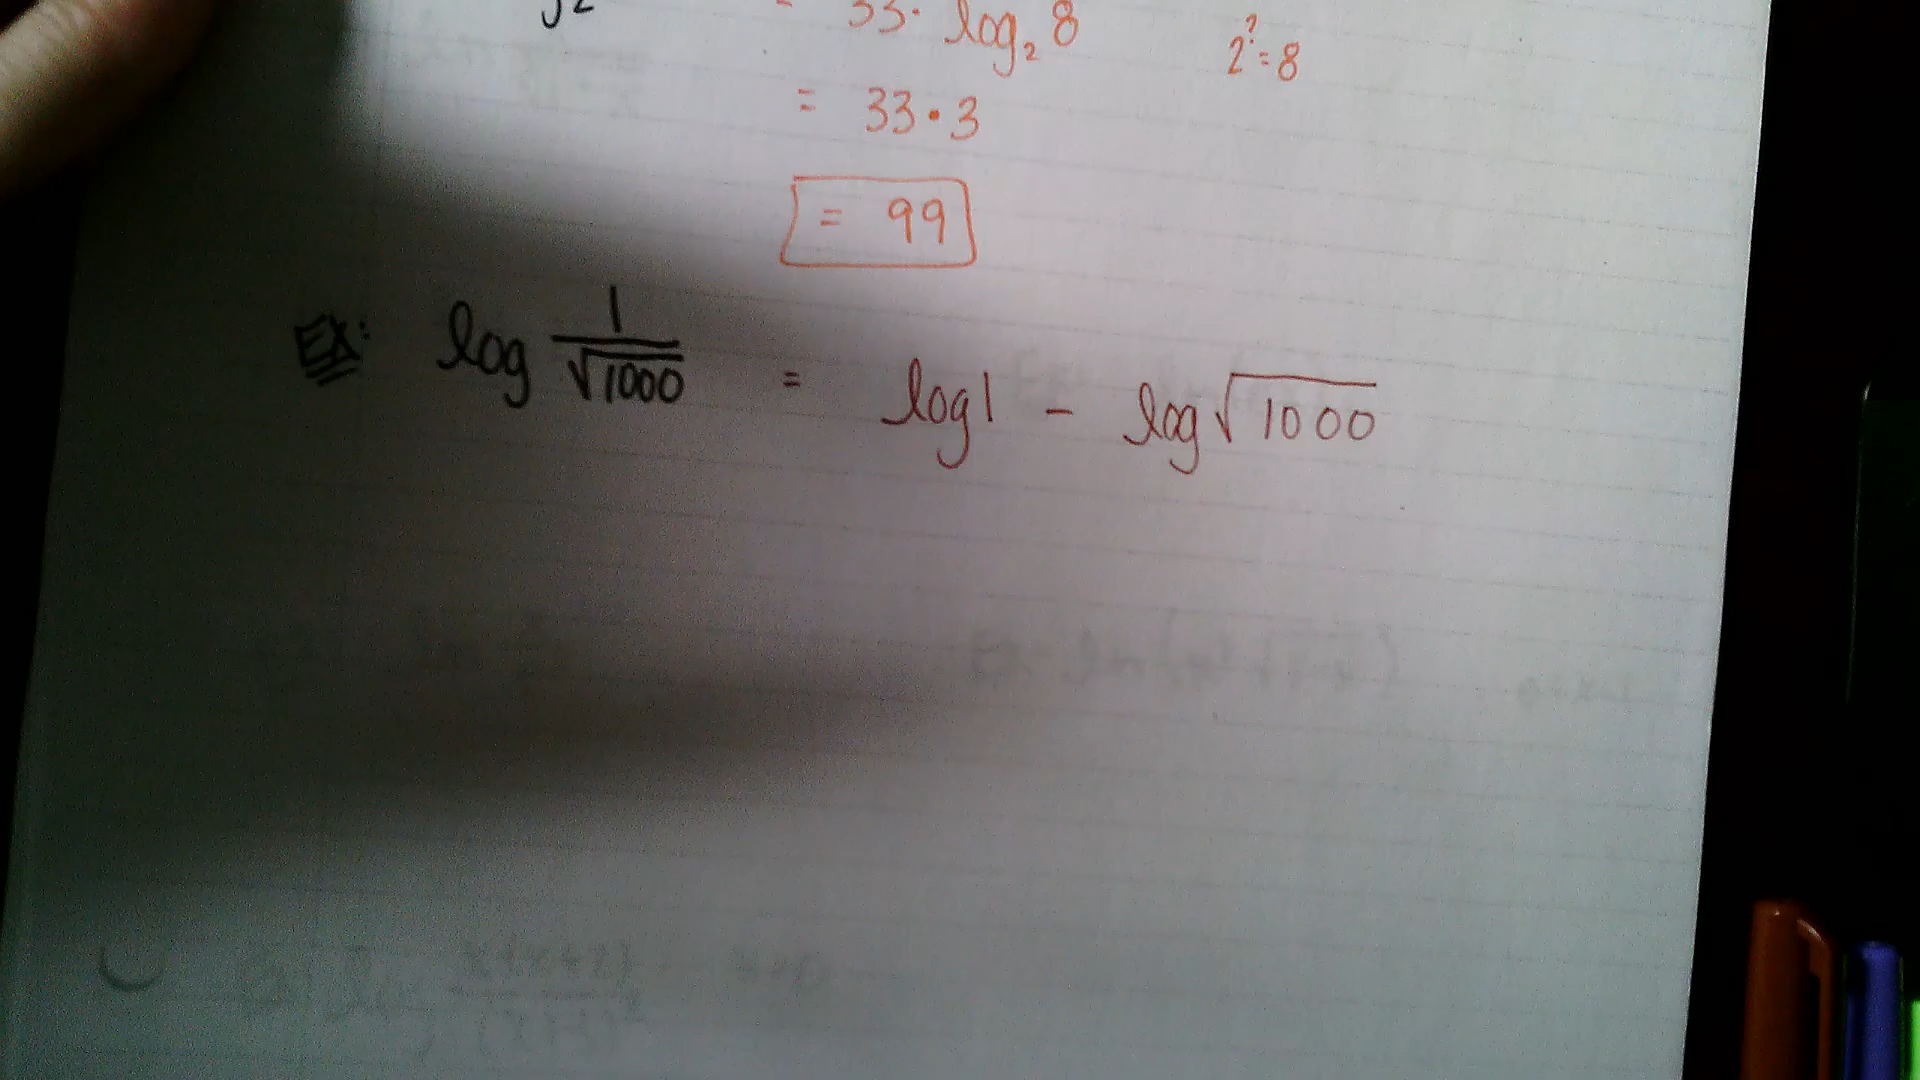 = 33 · log₂ 8 2^? = 8
= 33 · 3
= 99
Ex: log 1/√1000 = log 1 - log √1000